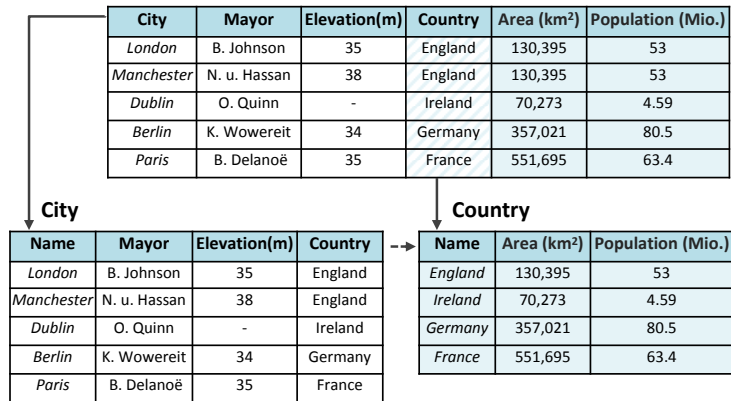 City Mayor Elevation(m) Country Area (km²) Population (Mio.)
London B. Johnson 35 England 130,395 53
Manchester N. u. Hassan 38 England 130,395 53
Dublin O. Quinn - Ireland 70,273 4.59
Berlin K. Wowereit 34 Germany 357,021 80.5
Paris B. Delanoë 35 France 551,695 63.4
City
Name Mayor Elevation(m) Country
London B. Johnson 35 England
Manchester N. u. Hassan 38 England
Dublin O. Quinn - Ireland
Berlin K. Wowereit 34 Germany
Paris B. Delanoë 35 France
Country
Name Area (km²) Population (Mio.)
England 130,395 53
Ireland 70,273 4.59
Germany 357,021 80.5
France 551,695 63.4